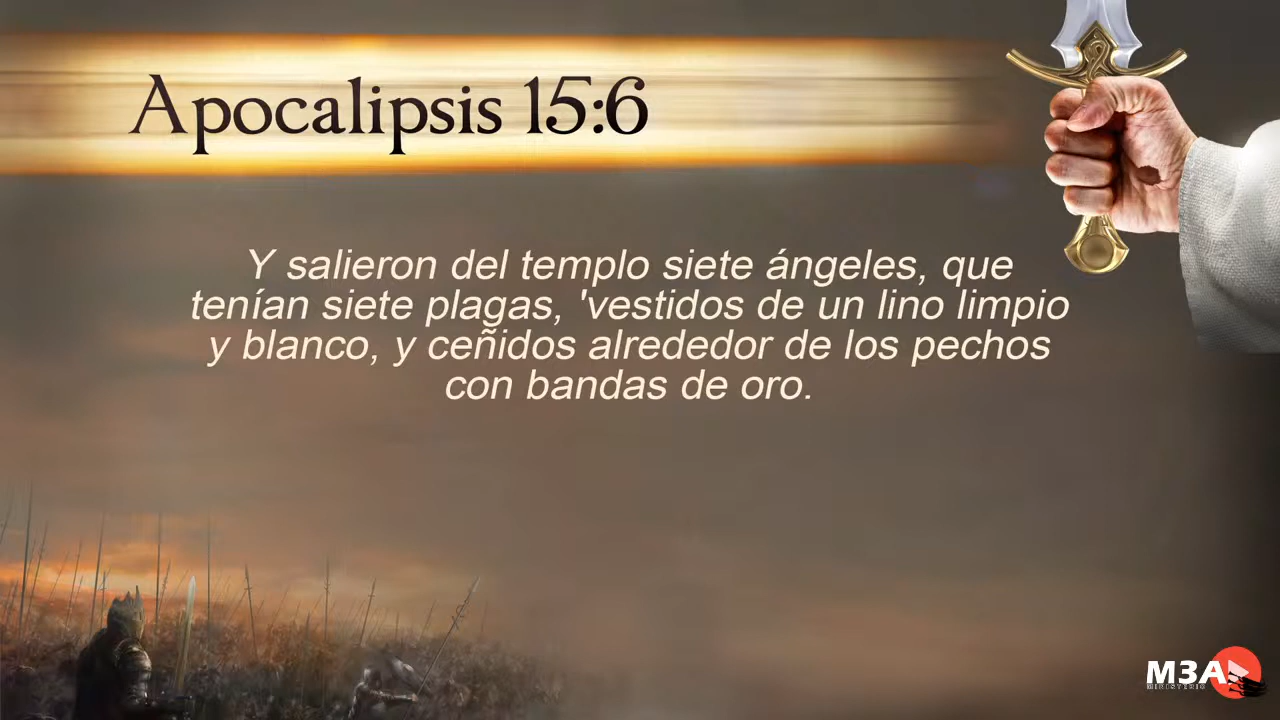 Apocalipsis 15:6
Y salieron del templo siete ángeles, que
tenían siete plagas, 'vestidos de un lino limpio
y blanco, y ceñidos alrededor de los pechos
con bandas de oro.
M3A
MINISTERIO